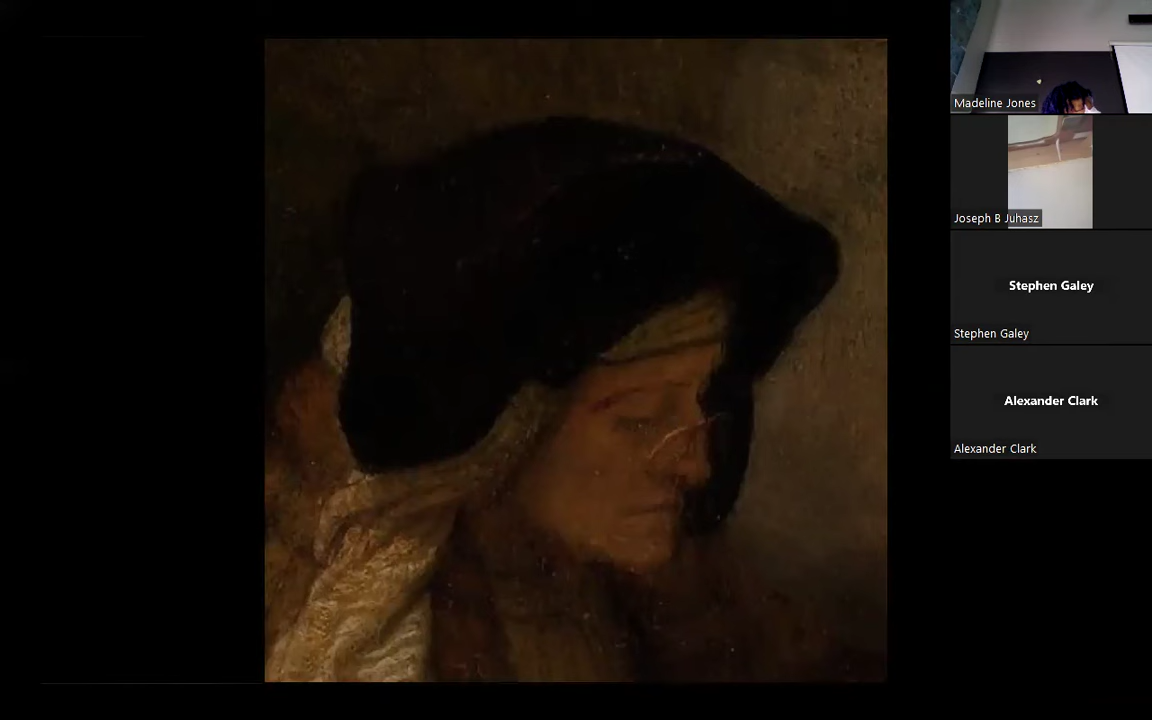 Madeline Jones
Joseph B Juhasz
Stephen Galey
Stephen Galey
Alexander Clark
Alexander Clark